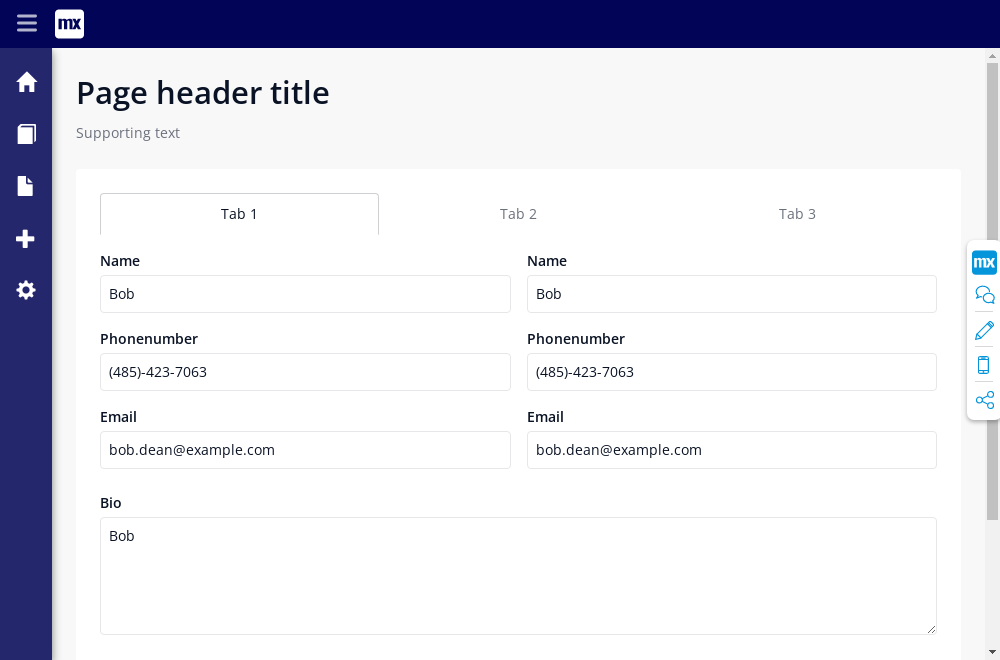 mx
Page header title
Supporting text
Tab 1 Tab 2 Tab 3
Name Name
Bob Bob
Phonenumber Phonenumber
(485)-423-7063 (485)-423-7063
Email Email
bob.dean@example.com bob.dean@example.com
Bio
Bob
mx